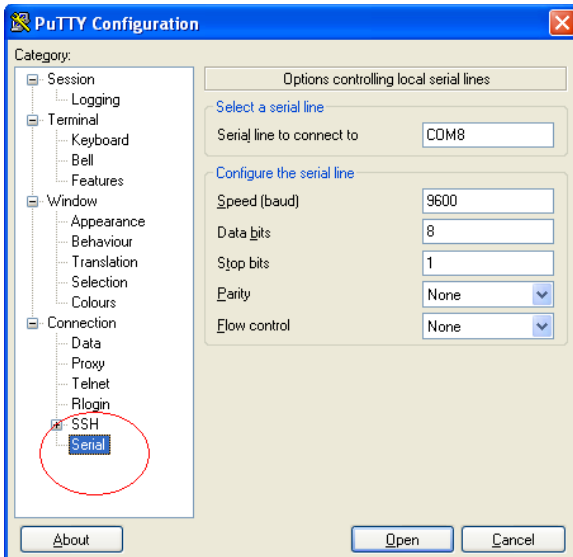 PuTTY Configuration
Category:
Session
Logging
Terminal
Keyboard
Bell
Features
Window
Appearance
Behaviour
Translation
Selection
Colours
Connection
Data
Proxy
Telnet
Rlogin
SSH
Serial
Options controlling local serial lines
Select a serial line
Serial line to connect to COM8
Configure the serial line
Speed (baud) 9600
Data bits 8
Stop bits 1
Parity None
Flow control None
About Open Cancel